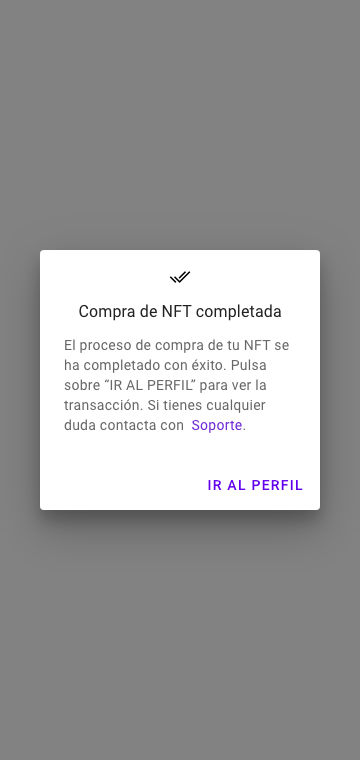 Compra de NFT completada
El proceso de compra de tu NFT se
ha completado con éxito. Pulsa
sobre “IR AL PERFIL” para ver la
transacción. Si tienes cualquier
duda contacta con  Soporte.
IR AL PERFIL